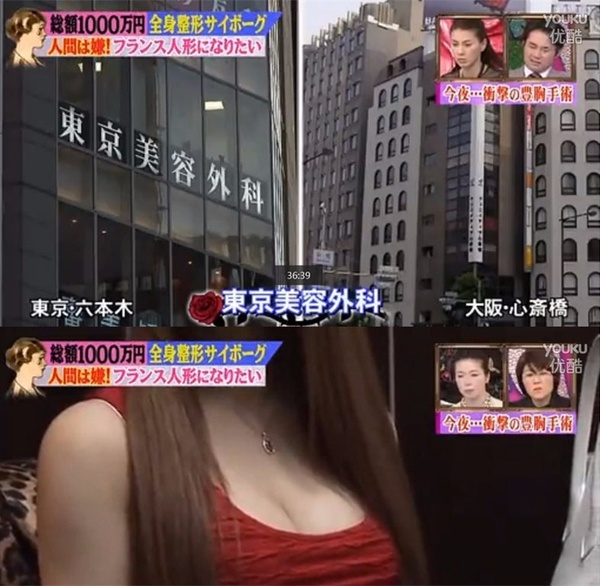 総額1000万円 全身整形サイボーグ
人間は嫌!フランス人形になりたい
YOUKU
优酷
今夜…衝撃の豊胸手術
東京美容外科
36:39
東京・六本木
東京美容外科
大阪・心斎橋
総額1000万円 全身整形サイボーグ
人間は嫌!フランス人形になりたい
YOUKU
优酷
今夜…衝撃の豊胸手術